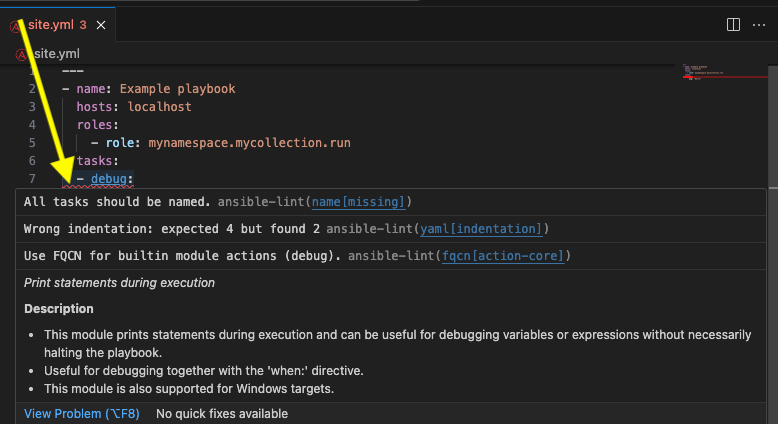 site.yml 3 ×
site.yml
1 ---
2 - name: Example playbook
3 hosts: localhost
4 roles:
5 - role: mynamespace.mycollection.run
6 tasks:
7 - debug:
All tasks should be named. ansible-lint(name[missing])
Wrong indentation: expected 4 but found 2 ansible-lint(yaml[indentation])
Use FQCN for builtin module actions (debug). ansible-lint(fqcn[action-core])
Print statements during execution
Description
• This module prints statements during execution and can be useful for debugging variables or expressions without necessarily
halting the playbook.
• Useful for debugging together with the 'when:' directive.
• This module is also supported for Windows targets.
View Problem (⌥F8) No quick fixes available